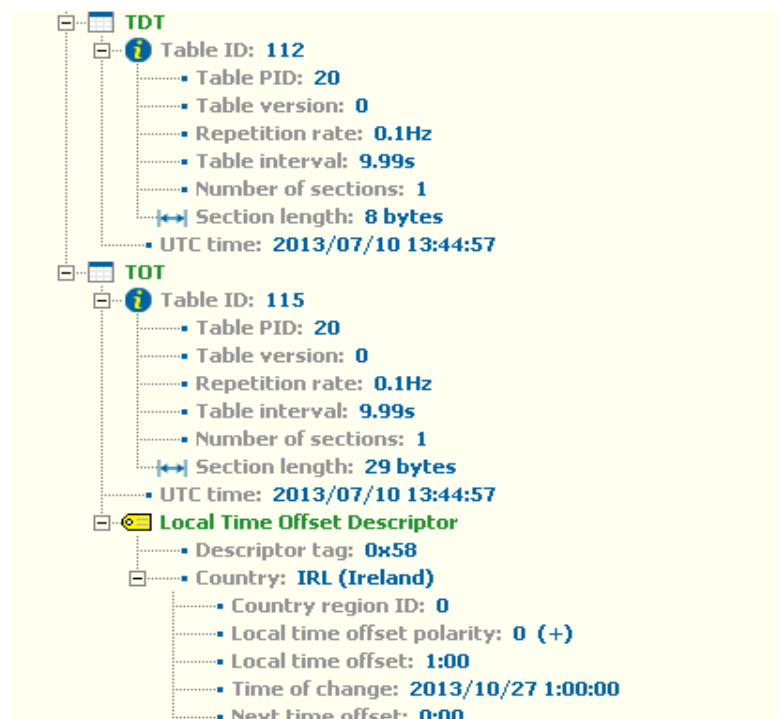 TDT
Table ID: 112
Table PID: 20
Table version: 0
Repetition rate: 0.1Hz
Table interval: 9.99s
Number of sections: 1
Section length: 8 bytes
UTC time: 2013/07/10 13:44:57
TOT
Table ID: 115
Table PID: 20
Table version: 0
Repetition rate: 0.1Hz
Table interval: 9.99s
Number of sections: 1
Section length: 29 bytes
UTC time: 2013/07/10 13:44:57
Local Time Offset Descriptor
Descriptor tag: 0x58
Country: IRL (Ireland)
Country region ID: 0
Local time offset polarity: 0 (+)
Local time offset: 1:00
Time of change: 2013/10/27 1:00:00
Next time offset: 0:00